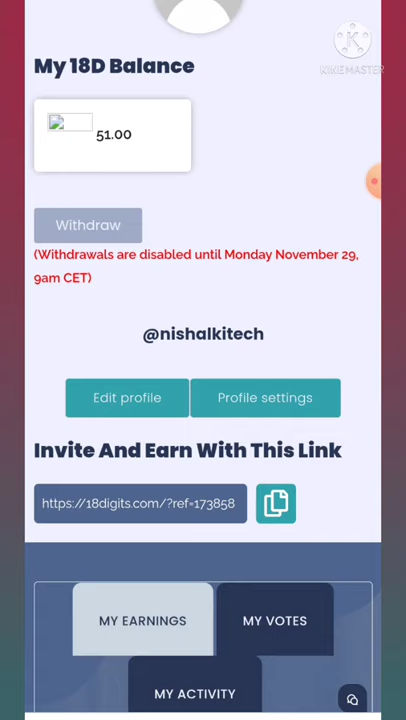 KINEMASTER
My 18D Balance
51.00
Withdraw
(Withdrawals are disabled until Monday November 29,
9am CET)
@nishalkitech
Edit profile
Profile settings
Invite And Earn With This Link
https://18digits.com/?ref=173858
MY EARNINGS
MY VOTES
MY ACTIVITY